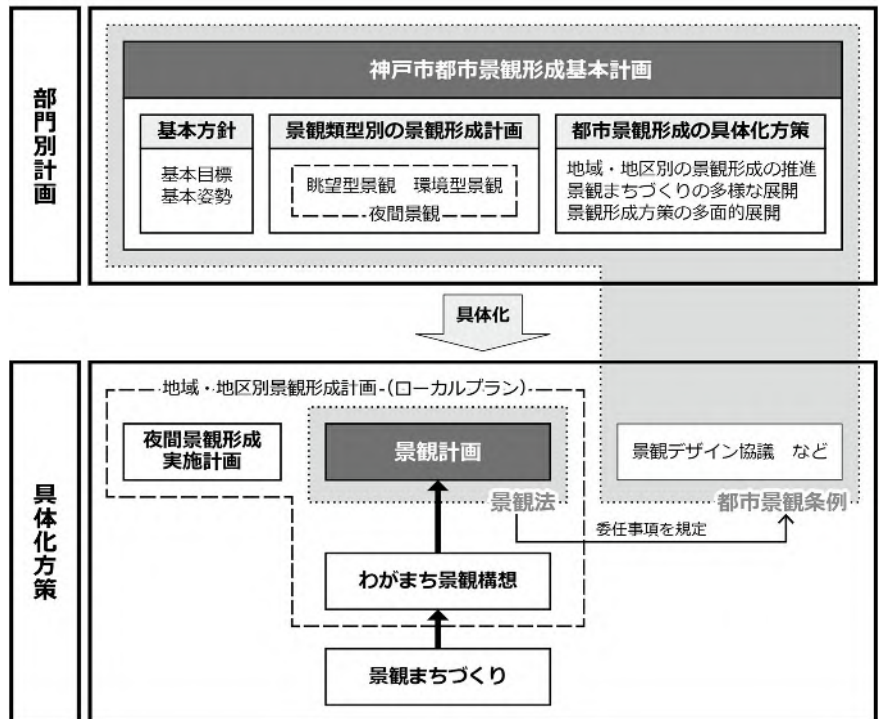 部門別計画
神戸市都市景観形成基本計画
基本方針
基本目標
基本姿勢
景観類型別の景観形成計画
眺望型景観　環境型景観
夜間景観
都市景観形成の具体化方策
地域・地区別の景観形成の推進
景観まちづくりの多様な展開
景観形成方策の多面的展開
具体化
具体化方策
地域・地区別景観形成計画（ローカルプラン）
夜間景観形成
実施計画
景観計画
景観法
景観デザイン協議　など
都市景観条例
委任事項を規定
わがまち景観構想
景観まちづくり